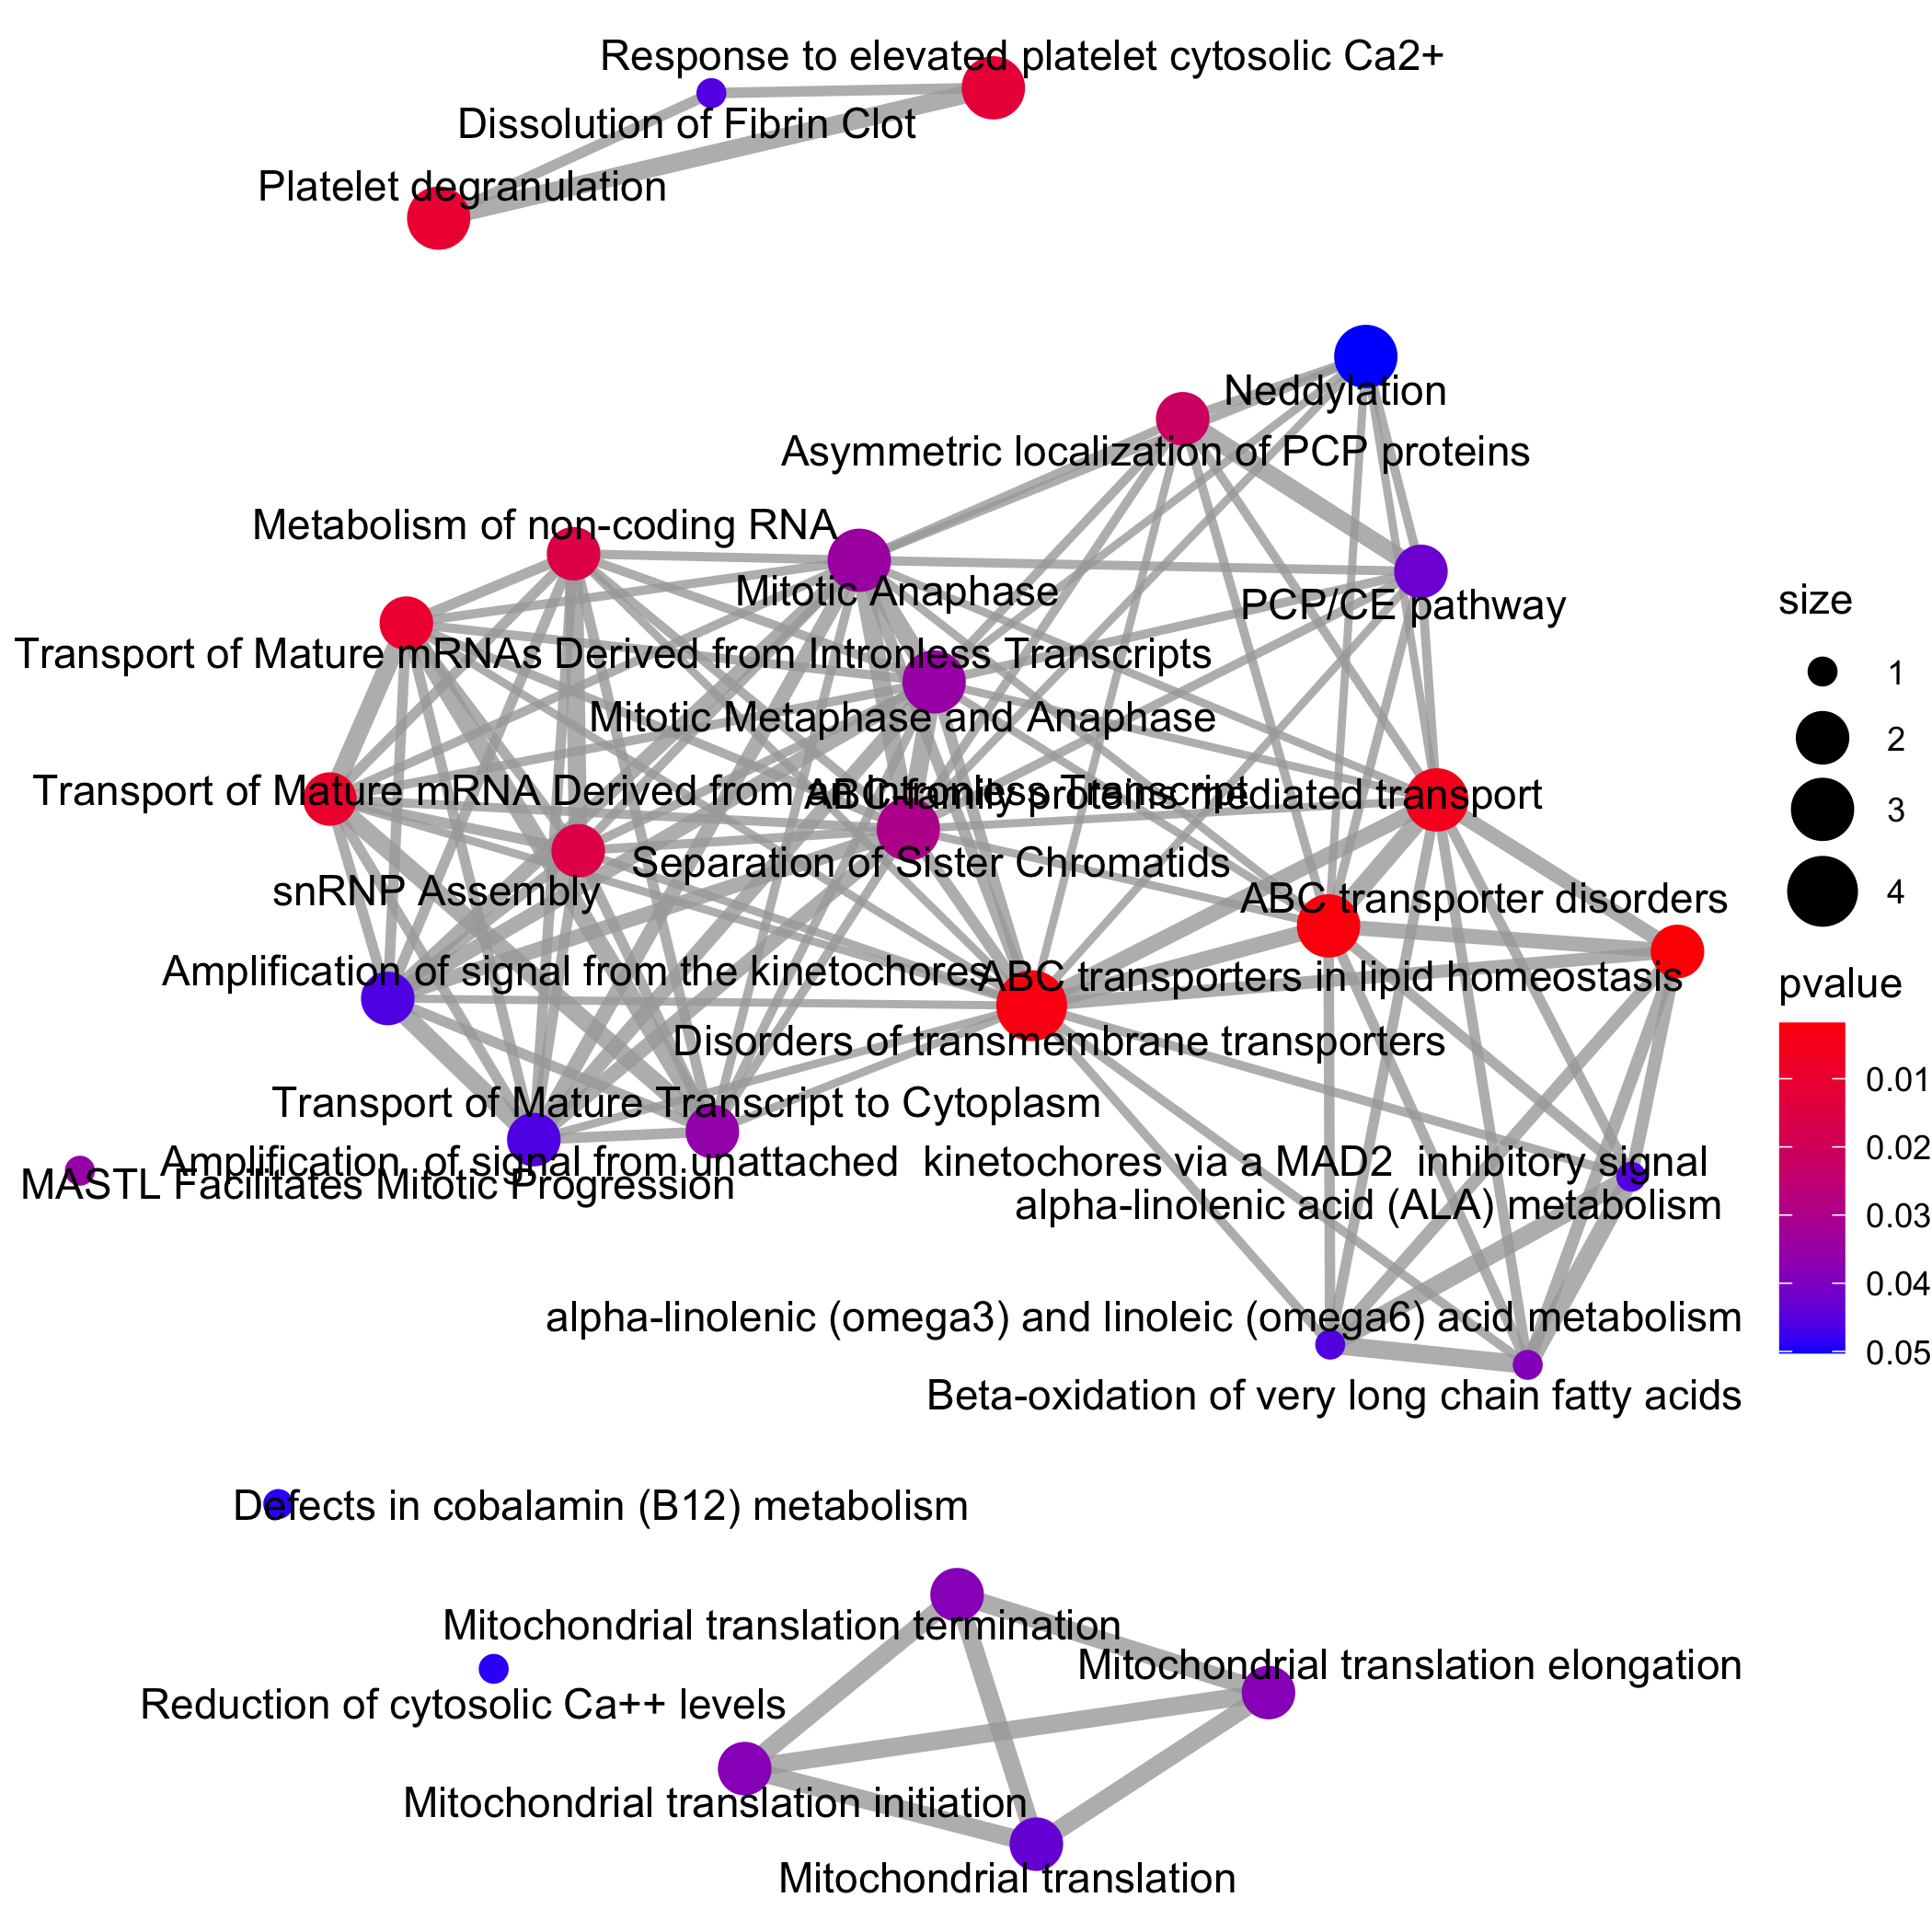 Response to elevated platelet cytosolic Ca2+
Dissolution of Fibrin Clot
Platelet degranulation
Neddylation
Asymmetric localization of PCP proteins
Metabolism of non-coding RNA
Mitotic Anaphase
PCP/CE pathway
Transport of Mature mRNAs Derived from Intronless Transcripts
Mitotic Metaphase and Anaphase
Transport of Mature mRNA Derived from an Intronless Transcript
ABC-family proteins mediated transport
Separation of Sister Chromatids
snRNP Assembly
ABC transporter disorders
Amplification of signal from the kinetochores
ABC transporters in lipid homeostasis
Disorders of transmembrane transporters
Transport of Mature Transcript to Cytoplasm
Amplification  of signal from unattached  kinetochores via a MAD2  inhibitory signal
MASTL Facilitates Mitotic Progression
alpha-linolenic acid (ALA) metabolism
alpha-linolenic (omega3) and linoleic (omega6) acid metabolism
Beta-oxidation of very long chain fatty acids
Defects in cobalamin (B12) metabolism
Mitochondrial translation termination
Mitochondrial translation elongation
Reduction of cytosolic Ca++ levels
Mitochondrial translation initiation
Mitochondrial translation
size
1
2
3
4
pvalue
0.01
0.02
0.03
0.04
0.05